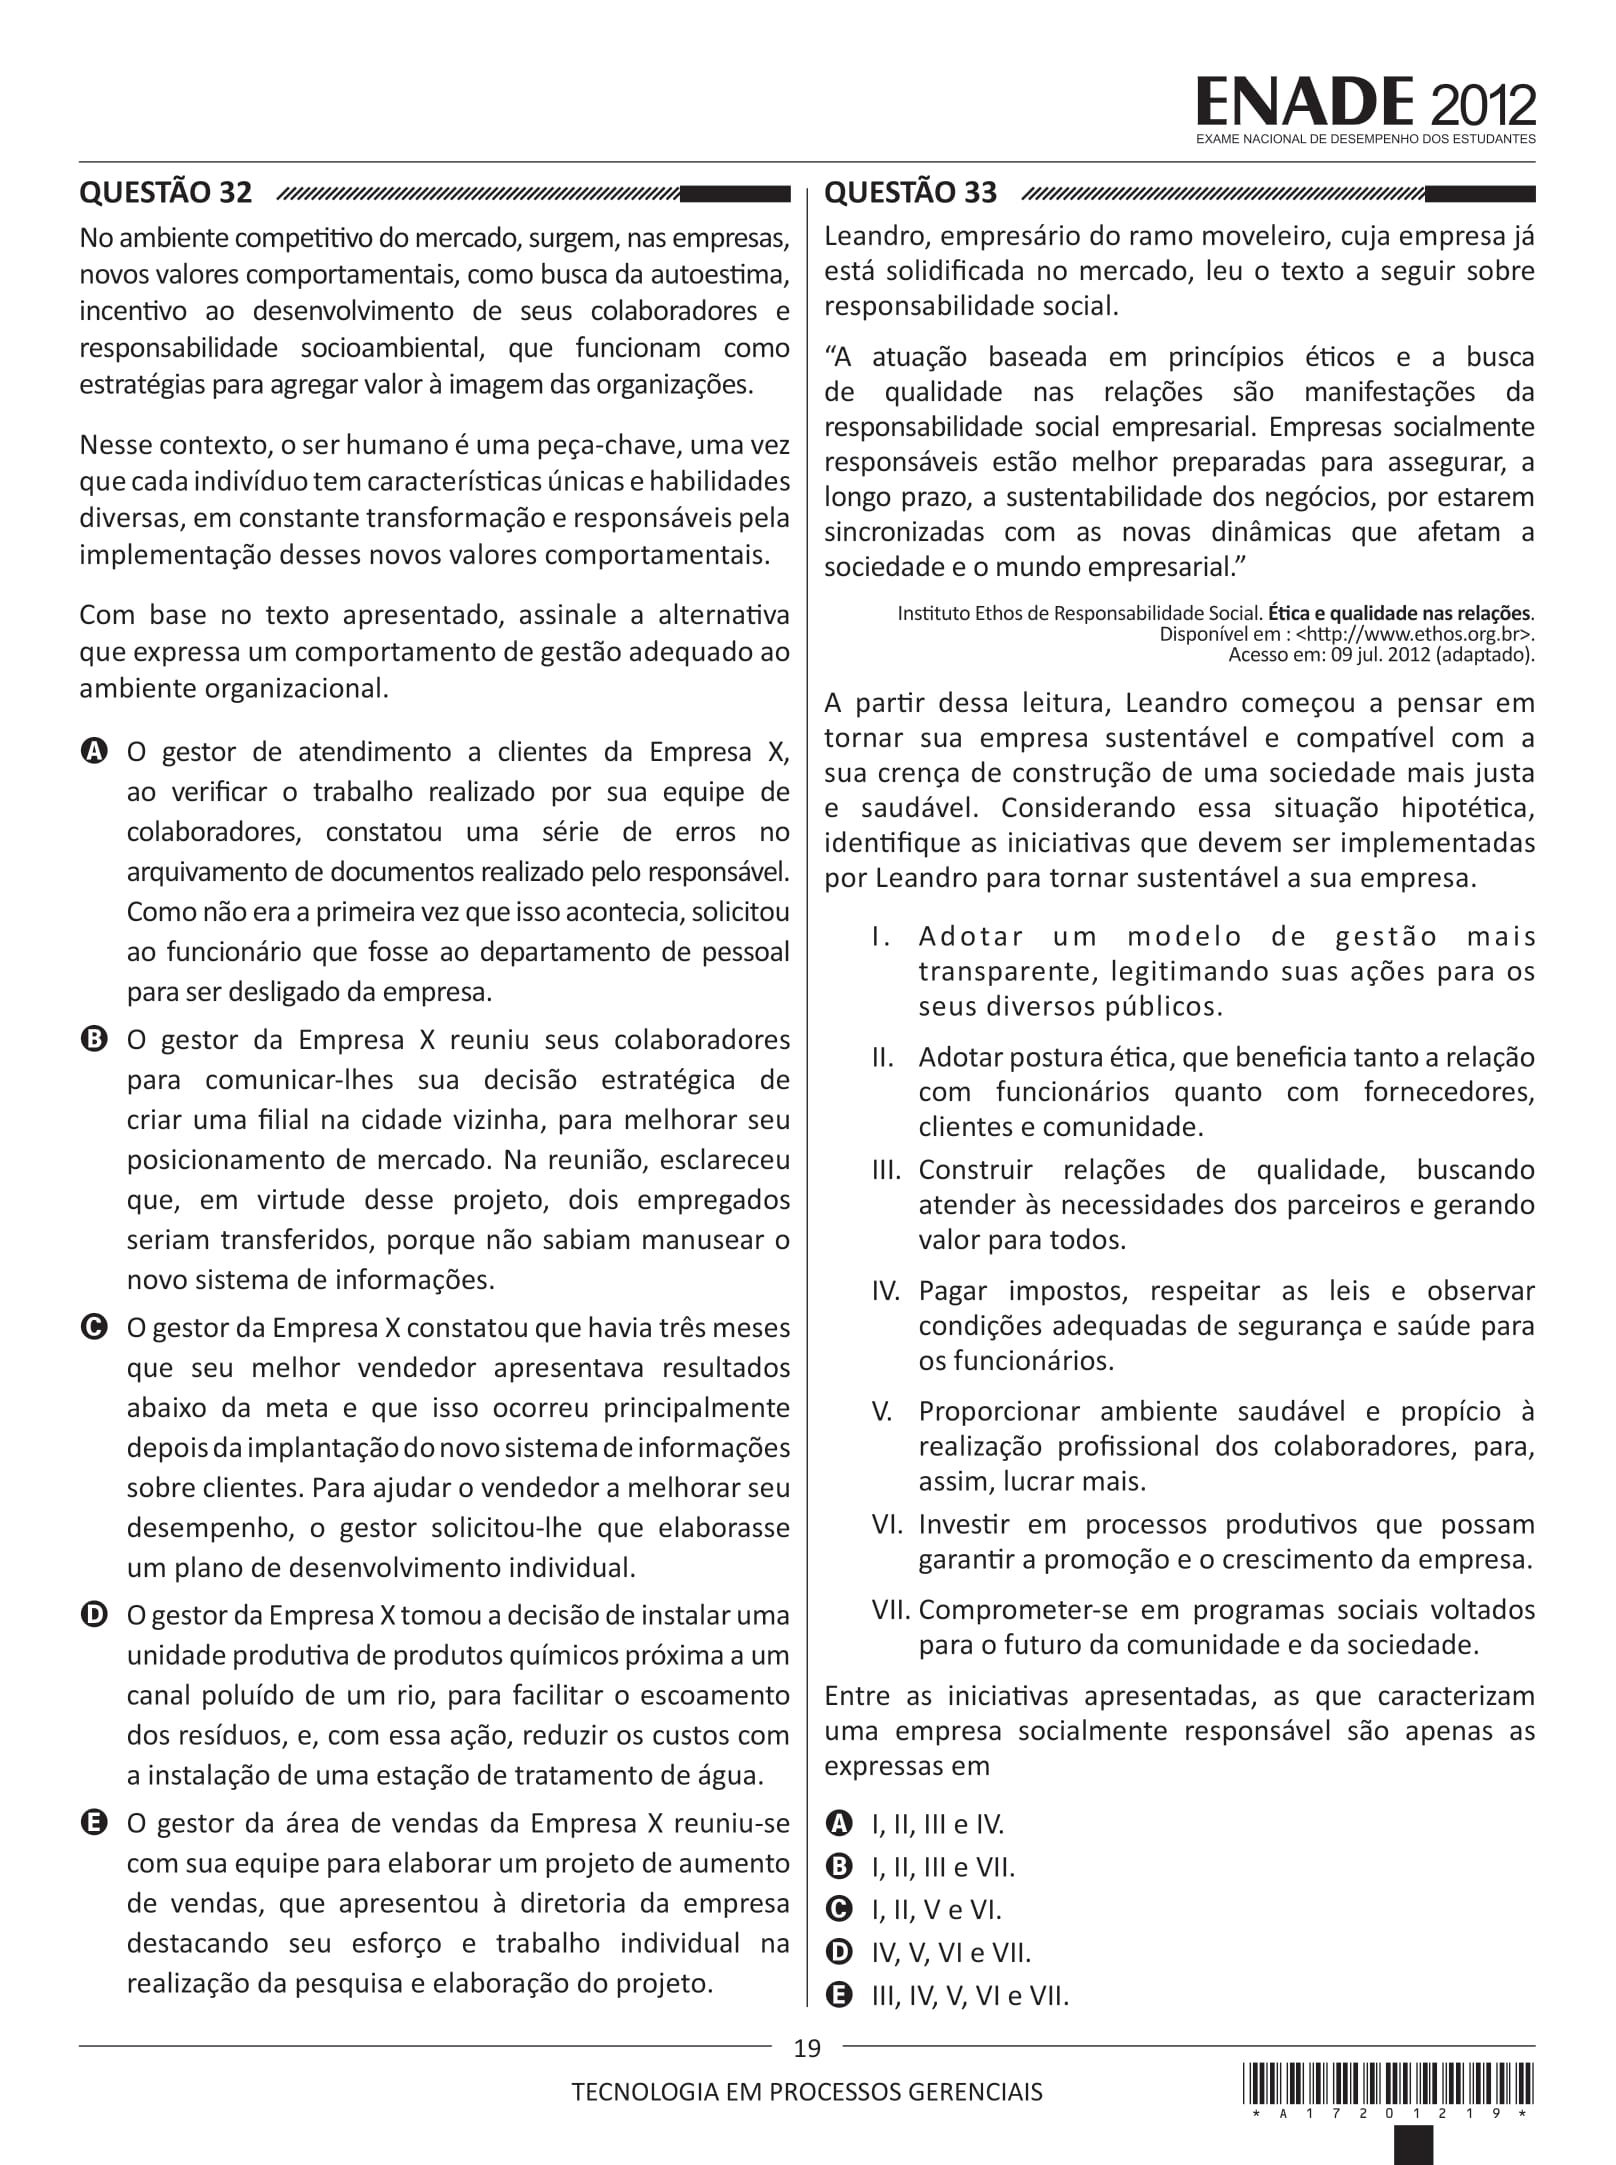 ENADE 2012
EXAME NACIONAL DE DESEMPENHO DOS ESTUDANTES
QUESTÃO 32
No ambiente competitivo do mercado, surgem, nas empresas,
novos valores comportamentais, como busca da autoestima,
incentivo ao desenvolvimento de seus colaboradores e
responsabilidade socioambiental, que funcionam como
estratégias para agregar valor à imagem das organizações.
Nesse contexto, o ser humano é uma peça-chave, uma vez
que cada indivíduo tem características únicas e habilidades
diversas, em constante transformação e responsáveis pela
implementação desses novos valores comportamentais.
Com base no texto apresentado, assinale a alternativa
que expressa um comportamento de gestão adequado ao
ambiente organizacional.
A O gestor de atendimento a clientes da Empresa X,
ao verificar o trabalho realizado por sua equipe de
colaboradores, constatou uma série de erros no
arquivamento de documentos realizado pelo responsável.
Como não era a primeira vez que isso acontecia, solicitou
ao funcionário que fosse ao departamento de pessoal
para ser desligado da empresa.
B O gestor da Empresa X reuniu seus colaboradores
para comunicar-lhes sua decisão estratégica de
criar uma filial na cidade vizinha, para melhorar seu
posicionamento de mercado. Na reunião, esclareceu
que, em virtude desse projeto, dois empregados
seriam transferidos, porque não sabiam manusear o
novo sistema de informações.
C O gestor da Empresa X constatou que havia três meses
que seu melhor vendedor apresentava resultados
abaixo da meta e que isso ocorreu principalmente
depois da implantação do novo sistema de informações
sobre clientes. Para ajudar o vendedor a melhorar seu
desempenho, o gestor solicitou-lhe que elaborasse
um plano de desenvolvimento individual.
D O gestor da Empresa X tomou a decisão de instalar uma
unidade produtiva de produtos químicos próxima a um
canal poluído de um rio, para facilitar o escoamento
dos resíduos, e, com essa ação, reduzir os custos com
a instalação de uma estação de tratamento de água.
E O gestor da área de vendas da Empresa X reuniu-se
com sua equipe para elaborar um projeto de aumento
de vendas, que apresentou à diretoria da empresa
destacando seu esforço e trabalho individual na
realização da pesquisa e elaboração do projeto.
QUESTÃO 33
Leandro, empresário do ramo moveleiro, cuja empresa já
está solidificada no mercado, leu o texto a seguir sobre
responsabilidade social.
“A atuação baseada em princípios éticos e a busca
de qualidade nas relações são manifestações da
responsabilidade social empresarial. Empresas socialmente
responsáveis estão melhor preparadas para assegurar, a
longo prazo, a sustentabilidade dos negócios, por estarem
sincronizadas com as novas dinâmicas que afetam a
sociedade e o mundo empresarial.”
Instituto Ethos de Responsabilidade Social. Ética e qualidade nas relações.
Disponível em : <http://www.ethos.org.br>.
Acesso em: 09 jul. 2012 (adaptado).
A partir dessa leitura, Leandro começou a pensar em
tornar sua empresa sustentável e compatível com a
sua crença de construção de uma sociedade mais justa
e saudável. Considerando essa situação hipotética,
identifique as iniciativas que devem ser implementadas
por Leandro para tornar sustentável a sua empresa.
I. Adotar um modelo de gestão mais
transparente, legitimando suas ações para os
seus diversos públicos.
II. Adotar postura ética, que beneficia tanto a relação
com funcionários quanto com fornecedores,
clientes e comunidade.
III. Construir relações de qualidade, buscando
atender às necessidades dos parceiros e gerando
valor para todos.
IV. Pagar impostos, respeitar as leis e observar
condições adequadas de segurança e saúde para
os funcionários.
V. Proporcionar ambiente saudável e propício à
realização profissional dos colaboradores, para,
assim, lucrar mais.
VI. Investir em processos produtivos que possam
garantir a promoção e o crescimento da empresa.
VII. Comprometer-se em programas sociais voltados
para o futuro da comunidade e da sociedade.
Entre as iniciativas apresentadas, as que caracterizam
uma empresa socialmente responsável são apenas as
expressas em
A I, II, III e IV.
B I, II, III e VII.
C I, II, V e VI.
D IV, V, VI e VII.
E III, IV, V, VI e VII.
19
TECNOLOGIA EM PROCESSOS GERENCIAIS
* A 1 7 2 0 1 2 1 9 *